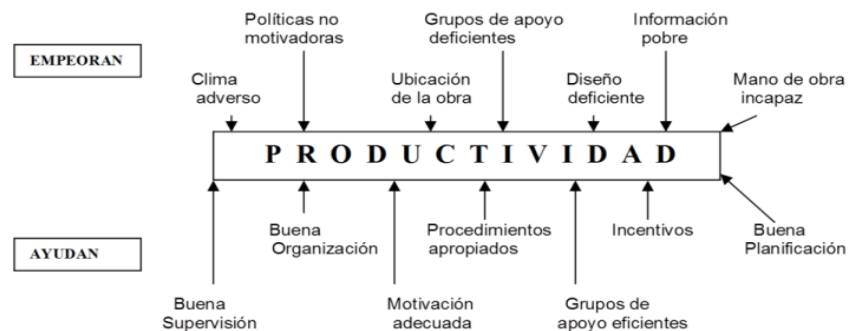 Políticas no
motivadoras
Grupos de apoyo
deficientes
Información
pobre
EMPEORAN
Clima
adverso
Ubicación
de la obra
Diseño
deficiente
Mano de obra
incapaz
PRODUCTIVIDAD
Buena
Organización
Procedimientos
apropiados
Incentivos
Buena
Planificación
AYUDAN
Buena
Supervisión
Motivación
adecuada
Grupos de
apoyo eficientes